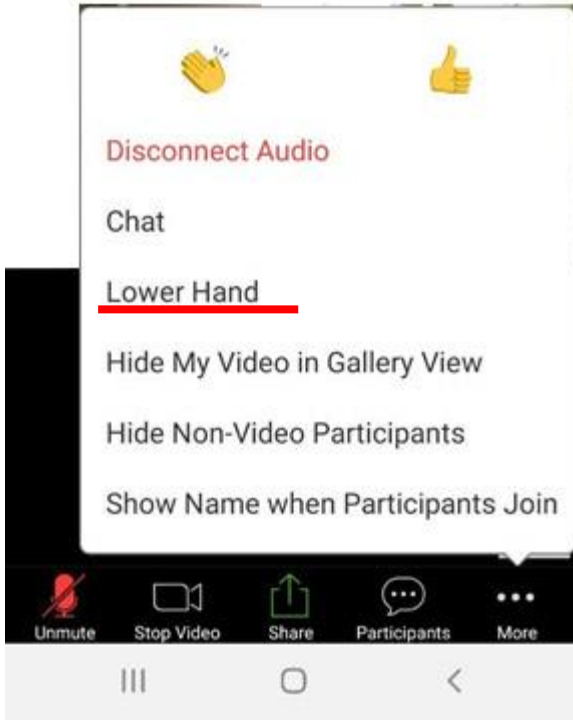 Disconnect Audio
Chat
Lower Hand
Hide My Video in Gallery View
Hide Non-Video Participants
Show Name when Participants Join
Unmute Stop Video Share Participants More